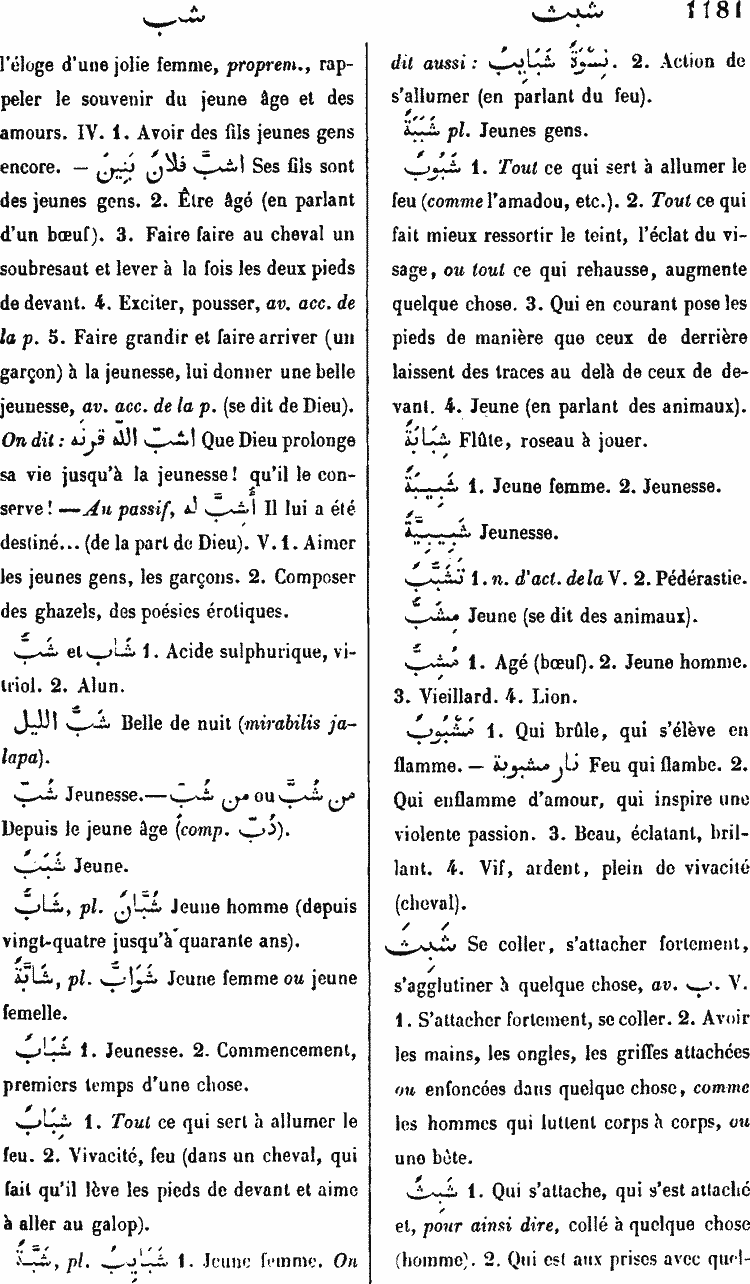 شب
شبث 1181
l'éloge d'une jolie femme, proprem., rap-
peler le souvenir du jeune âge et des
amours. IV. 1. Avoir des fils jeunes gens
encore. — اشبَّ فُلَانٌ بَنِينَ Ses fils sont
des jeunes gens. 2. Être âgé (en parlant
d'un bœuf). 3. Faire faire au cheval un
soubresaut et lever à la fois les deux pieds
de devant. 4. Exciter, pousser, av. acc. de
la p. 5. Faire grandir et faire arriver (un
garçon) à la jeunesse, lui donner une belle
jeunesse, av. acc. de la p. (se dit de Dieu).
On dit : اشبَّ اللّٰه قرنَه Que Dieu prolonge
sa vie jusqu'à la jeunesse! qu'il le con-
serve! — Au passif, أُشبَّ له Il lui a été
destiné... (de la part de Dieu). V. 1. Aimer
les jeunes gens, les garçons. 2. Composer
des ghazels, des poésies érotiques.
شَبٌّ et شَاب 1. Acide sulphurique, vi-
triol. 2. Alun.
شَبُّ الليل Belle de nuit (mirabilis ja-
lapa).
شُبٌّ Jeunesse. — من شُبَّ ou من شُبٍّ
Depuis le jeune âge (comp. دُبّ).
شَبَبٌ Jeune.
شَابٌّ, pl. شُبَّانٌ Jeune homme (depuis
vingt-quatre jusqu'à quarante ans).
شَابَّةٌ, pl. شَوَابُّ Jeune femme ou jeune
femelle.
شَبَابٌ 1. Jeunesse. 2. Commencement,
premiers temps d'une chose.
شِبَابٌ 1. Tout ce qui sert à allumer le
feu. 2. Vivacité, feu (dans un cheval, qui
fait qu'il lève les pieds de devant et aime
à aller au galop).
شَبَّةٌ, pl. شَبَايِبُ 1. Jeune femme. On
dit aussi : نِسْوَةٌ شَبَايِبُ. 2. Action de
s'allumer (en parlant du feu).
شَبَبَةٌ pl. Jeunes gens.
شَبُوبٌ 1. Tout ce qui sert à allumer le
feu (comme l'amadou, etc.). 2. Tout ce qui
fait mieux ressortir le teint, l'éclat du vi-
sage, ou tout ce qui rehausse, augmente
quelque chose. 3. Qui en courant pose les
pieds de manière que ceux de derrière
laissent des traces au delà de ceux de de-
vant. 4. Jeune (en parlant des animaux).
شَبَابَةٌ Flûte, roseau à jouer.
شَبِيبَةٌ 1. Jeune femme. 2. Jeunesse.
شَبِيبِيَّةٌ Jeunesse.
تَشَبُّبٌ 1. n. d'act. de la V. 2. Pédérastie.
مِشَبٌّ Jeune (se dit des animaux).
مُشِبٌّ 1. Agé (bœuf). 2. Jeune homme.
3. Vieillard. 4. Lion.
مَشْبُوبٌ 1. Qui brûle, qui s'élève en
flamme. — نار مشبوبة Feu qui flambe. 2.
Qui enflamme d'amour, qui inspire une
violente passion. 3. Beau, éclatant, bril-
lant. 4. Vif, ardent, plein de vivacité
(cheval).
شَبِثَ Se coller, s'attacher fortement,
s'agglutiner à quelque chose, av. ب. V.
1. S'attacher fortement, se coller. 2. Avoir
les mains, les ongles, les griffes attachées
ou enfoncées dans quelque chose, comme
les hommes qui luttent corps à corps, ou
une bête.
شَبِثٌ 1. Qui s'attache, qui s'est attaché
et, pour ainsi dire, collé à quelque chose
(homme). 2. Qui est aux prises avec quel-